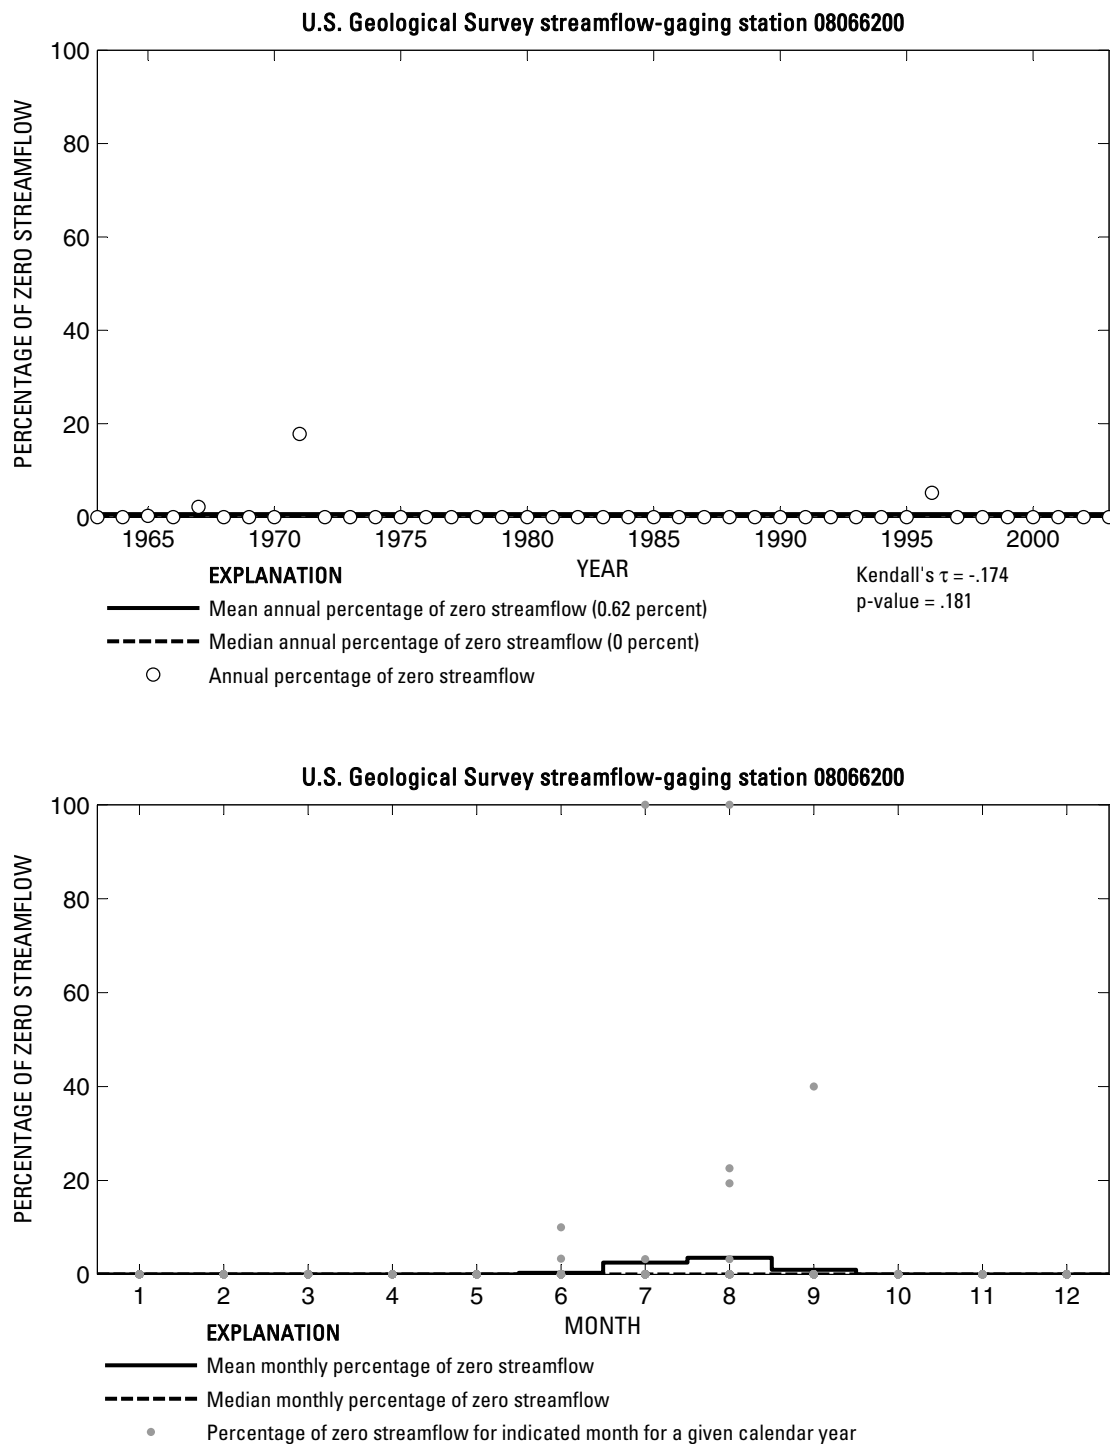 U.S. Geological Survey streamflow-gaging station 08066200
PERCENTAGE OF ZERO STREAMFLOW
100
80
60
40
20
0
1965 1970 1975 1980 1985 1990 1995 2000
YEAR
EXPLANATION
Mean annual percentage of zero streamflow (0.62 percent)
Median annual percentage of zero streamflow (0 percent)
Annual percentage of zero streamflow
Kendall's τ = -.174
p-value = .181
U.S. Geological Survey streamflow-gaging station 08066200
PERCENTAGE OF ZERO STREAMFLOW
100
80
60
40
20
0
1 2 3 4 5 6 7 8 9 10 11 12
MONTH
EXPLANATION
Mean monthly percentage of zero streamflow
Median monthly percentage of zero streamflow
Percentage of zero streamflow for indicated month for a given calendar year